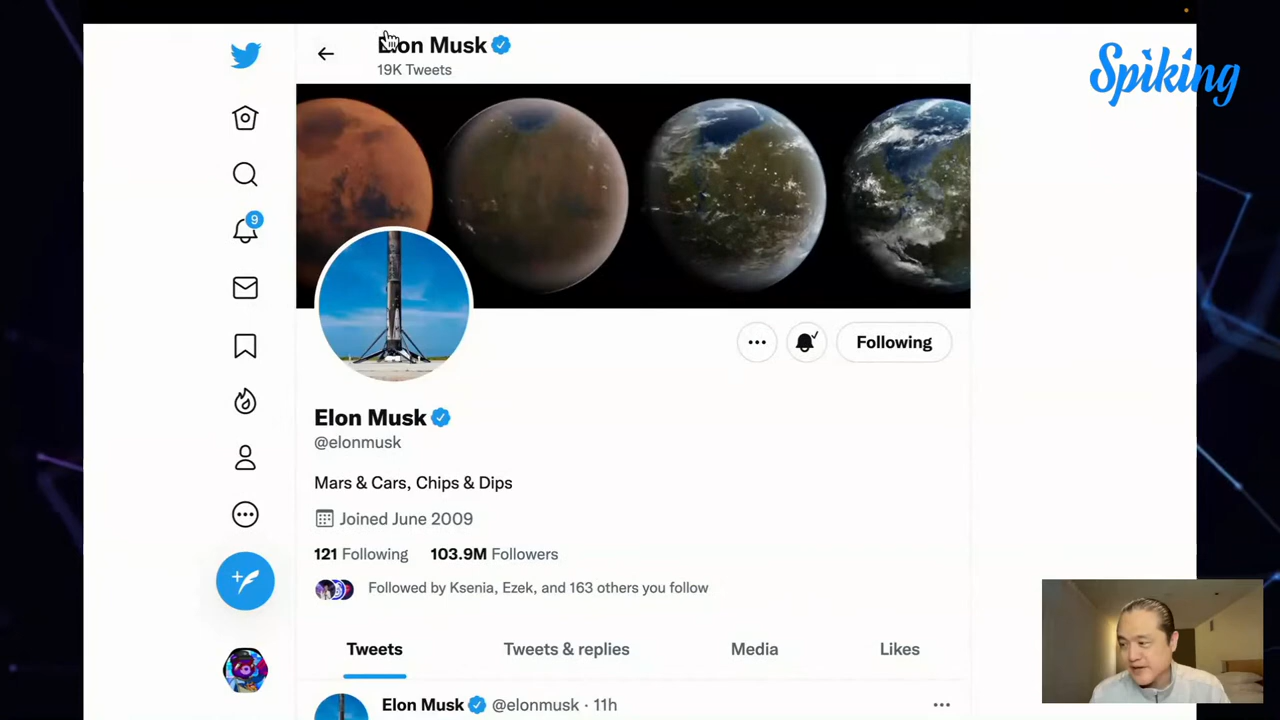 Elon Musk
19K Tweets
Spiking
9
Following
Elon Musk
@elonmusk
Mars & Cars, Chips & Dips
Joined June 2009
121 Following 103.9M Followers
Followed by Ksenia, Ezek, and 163 others you follow
Tweets Tweets & replies Media Likes
Elon Musk @elonmusk · 11h